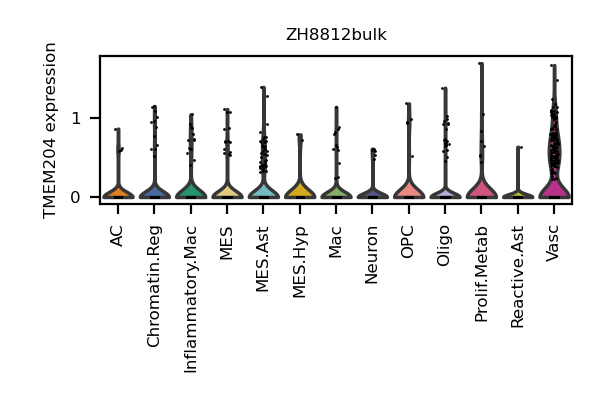 ZH8812bulk
TMEM204 expression
1
0
AC
Chromatin.Reg
Inflammatory.Mac
MES
MES.Ast
MES.Hyp
Mac
Neuron
OPC
Oligo
Prolif.Metab
Reactive.Ast
Vasc